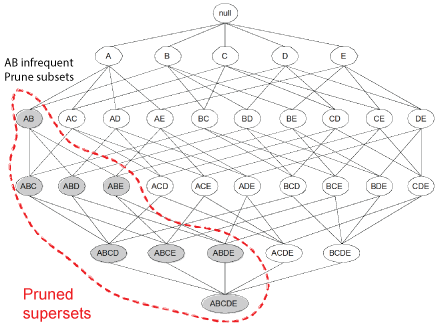 null
A B C D E
AB infrequent
Prune subsets
AB AC AD AE BC BD BE CD CE DE
ABC ABD ABE ACD ACE ADE BCD BCE BDE CDE
ABCD ABCE ABDE ACDE BCDE
Pruned
supersets
ABCDE